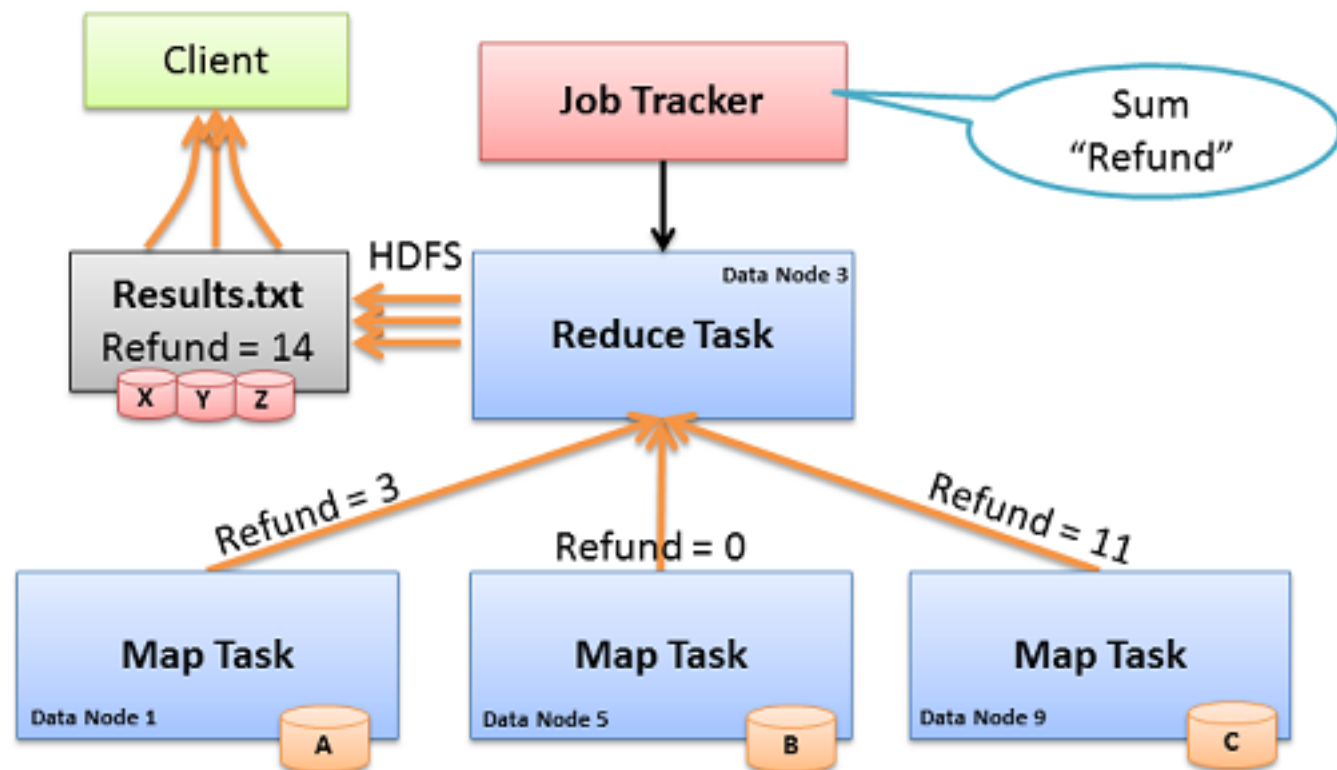 Client
Job Tracker
Sum
“Refund”
HDFS
Results.txt
Refund = 14
X
Y
Z
Data Node 3
Reduce Task
Refund = 3
Refund = 0
Refund = 11
Map Task
Data Node 1
A
Map Task
Data Node 5
B
Map Task
Data Node 9
C